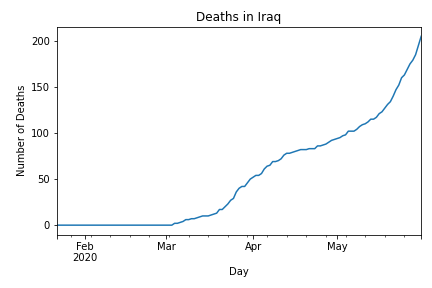 Deaths in Iraq
200
150
100
50
0
Number of Deaths
Feb
2020
Mar
Apr
May
Day